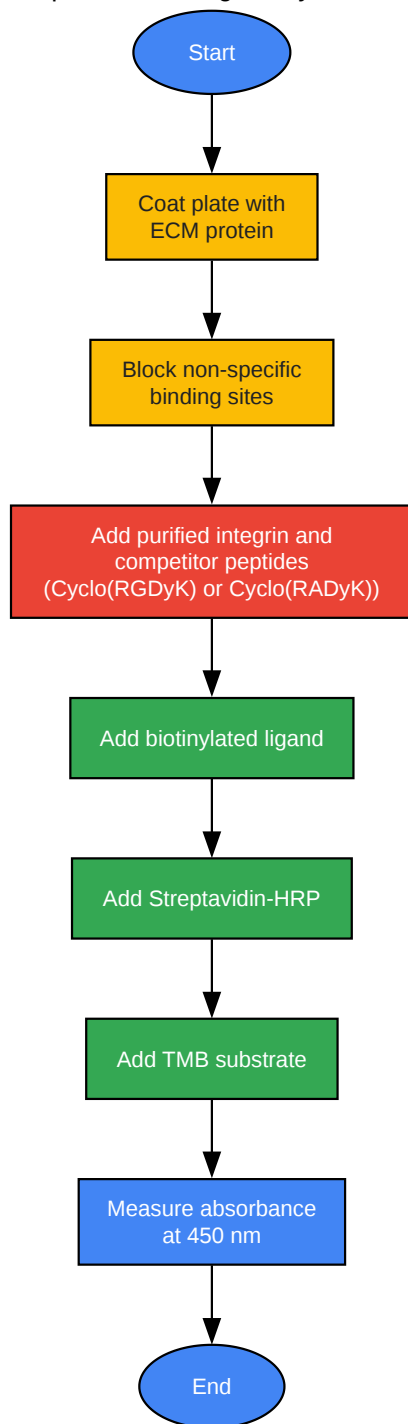 Start
Coat plate with
ECM protein
Block non-specific
binding sites
Add purified integrin and
competitor peptides
(Cyclo(RGDyK) or Cyclo(RADyK))
Add biotinylated ligand
Add Streptavidin-HRP
Add TMB substrate
Measure absorbance
at 450 nm
End